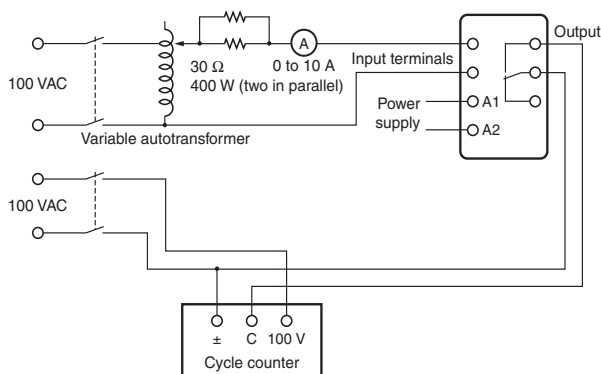 Output
A
0 to 10 A
30 Ω
400 W (two in parallel)
Input terminals
100 VAC
Power
supply
A1
A2
Variable autotransformer
100 VAC
± C 100 V
Cycle counter